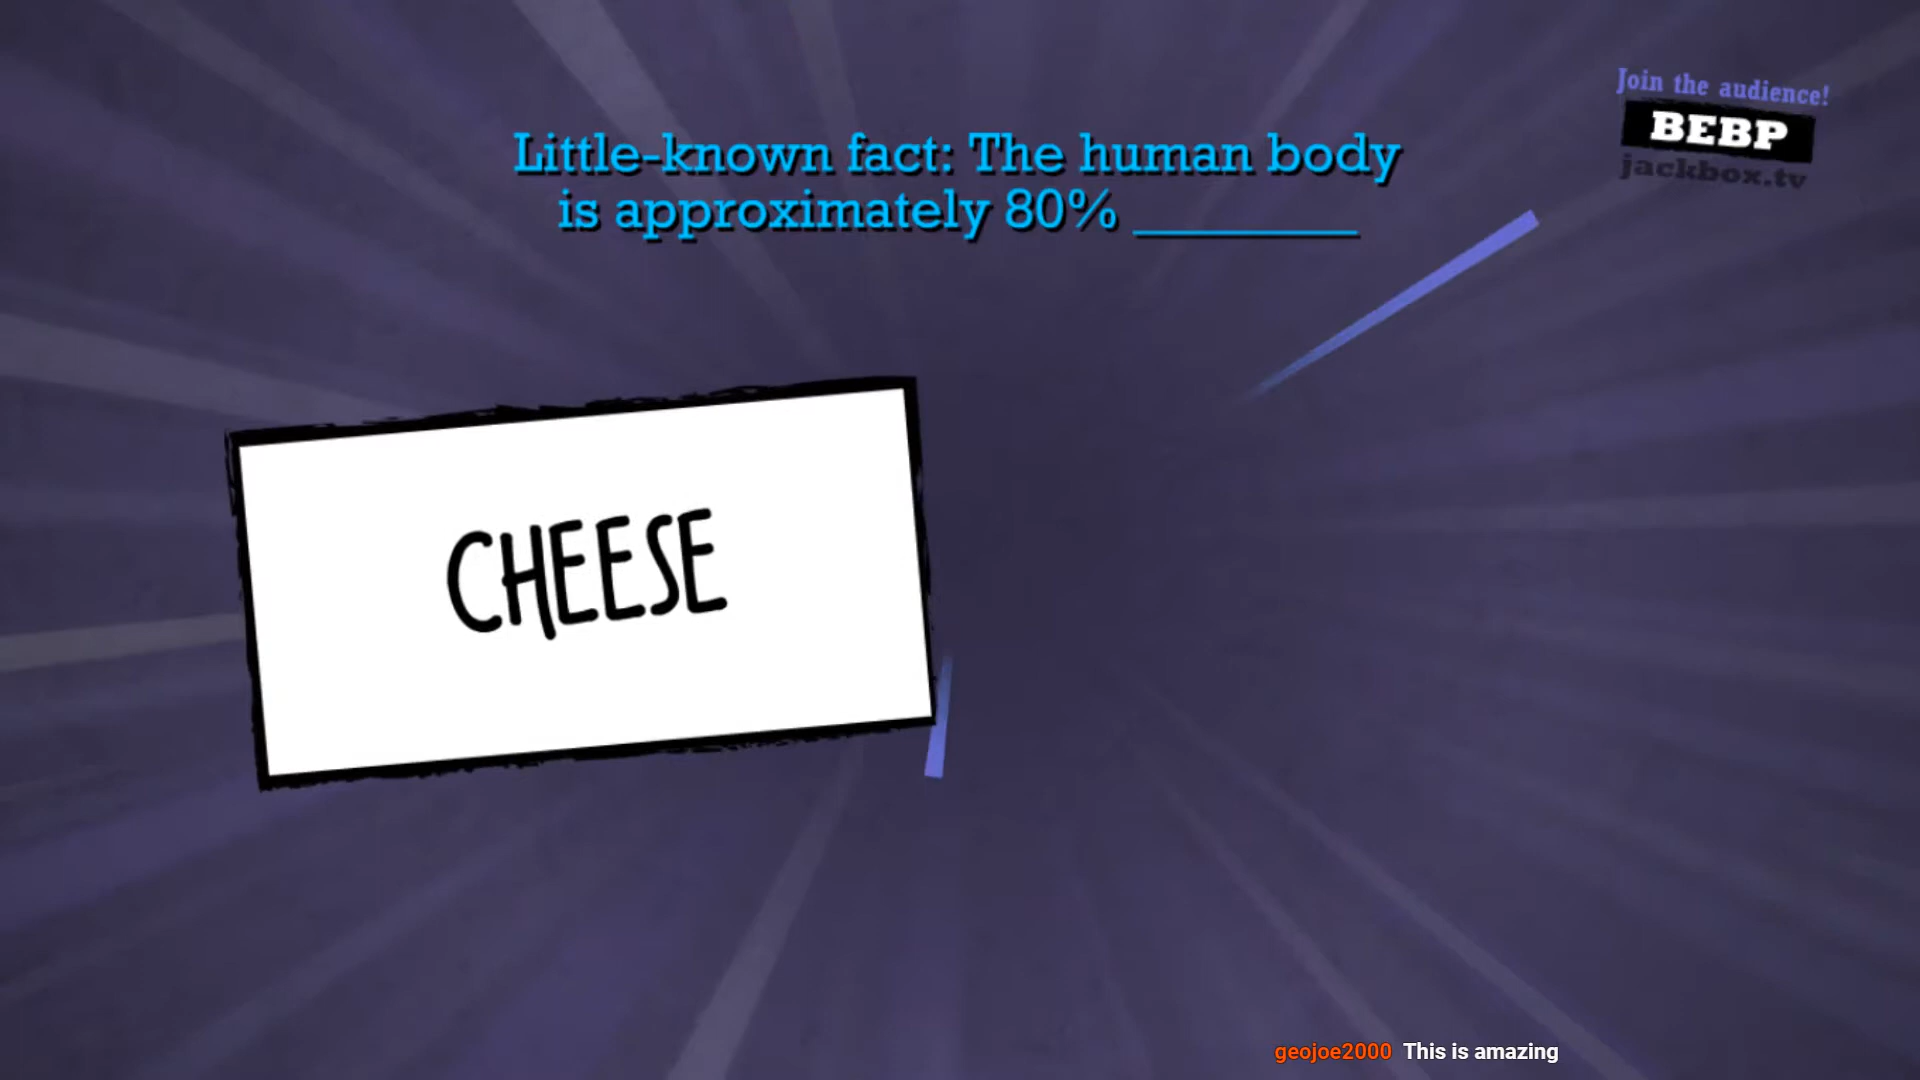 Join the audience!
BEBP
jackbox.tv
Little-known fact: The human body
is approximately 80% ________
CHEESE
geojoe2000 This is amazing